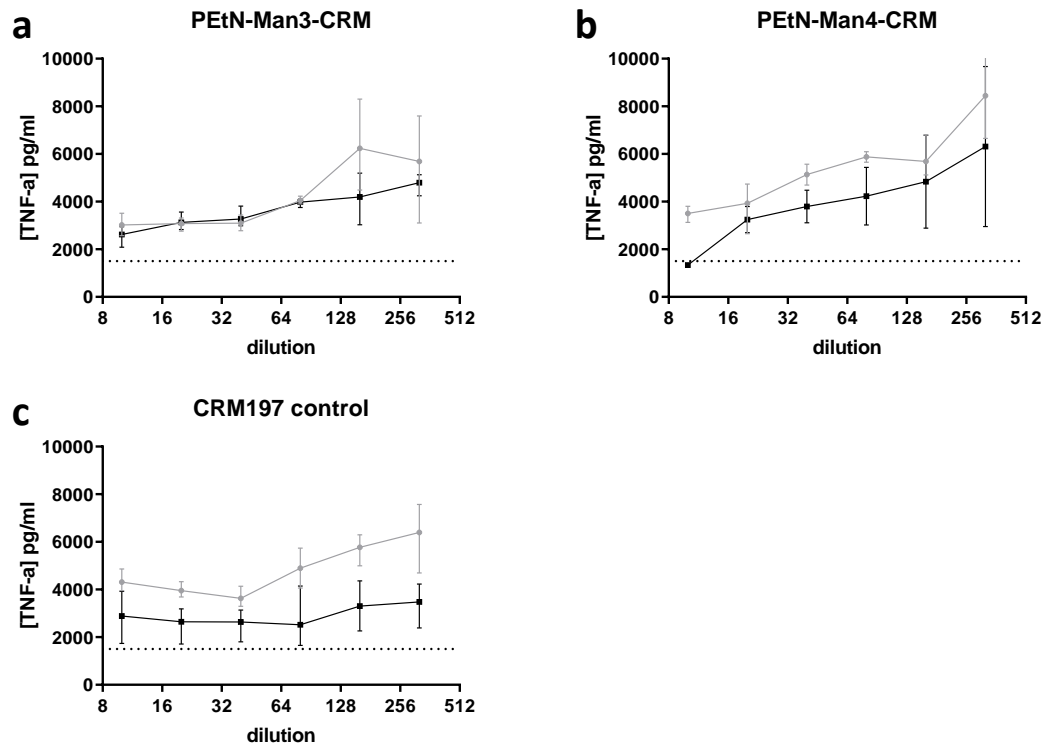 a
PEtN-Man3-CRM
[TNF-a] pg/ml
10000
8000
6000
4000
2000
0
8 16 32 64 128 256 512
dilution
b
PEtN-Man4-CRM
[TNF-a] pg/ml
10000
8000
6000
4000
2000
0
8 16 32 64 128 256 512
dilution
c
CRM197 control
[TNF-a] pg/ml
10000
8000
6000
4000
2000
0
8 16 32 64 128 256 512
dilution